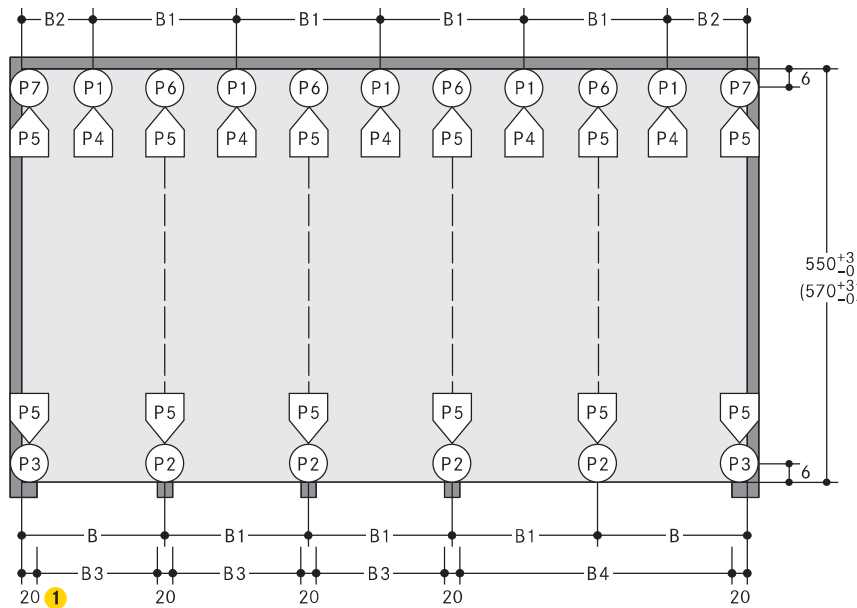 B2 B1 B1 B1 B1 B2
P7 P1 P6 P1 P6 P1 P6 P1 P6 P1 P7 6
P5 P4 P5 P4 P5 P4 P5 P4 P5 P4 P5
550+3 -0
(570+3 -0
P5 P5 P5 P5 P5 P5
P3 P2 P2 P2 P2 P3 6
B B1 B1 B1 B
B3 B3 B3 B4
20 1 20 20 20 20